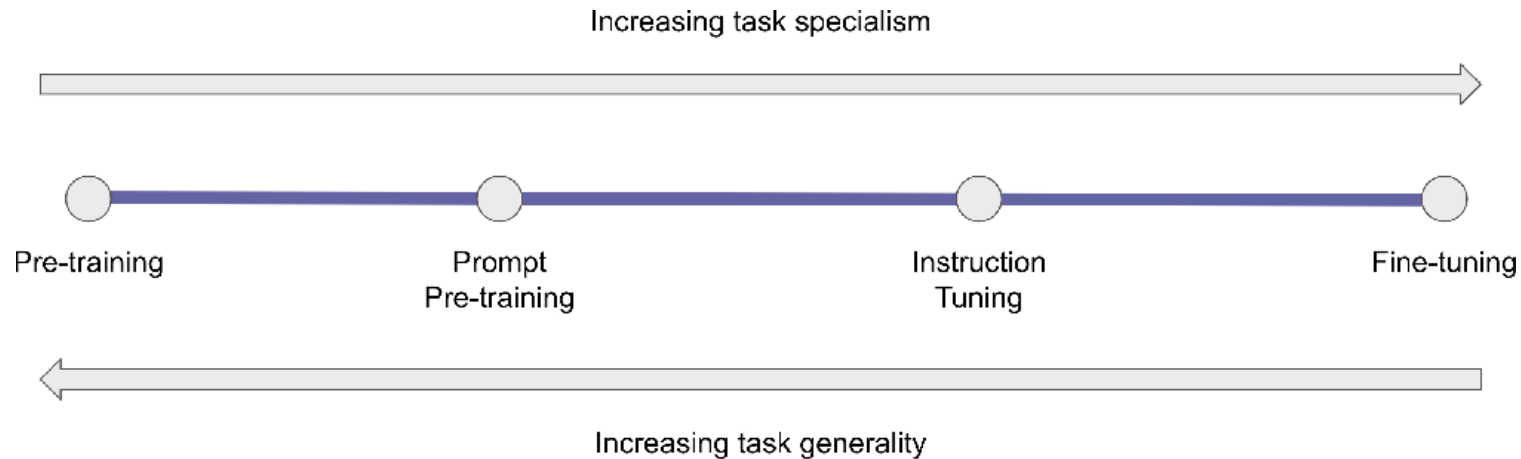 Increasing task specialism
Pre-training
Prompt
Pre-training
Instruction
Tuning
Fine-tuning
Increasing task generality